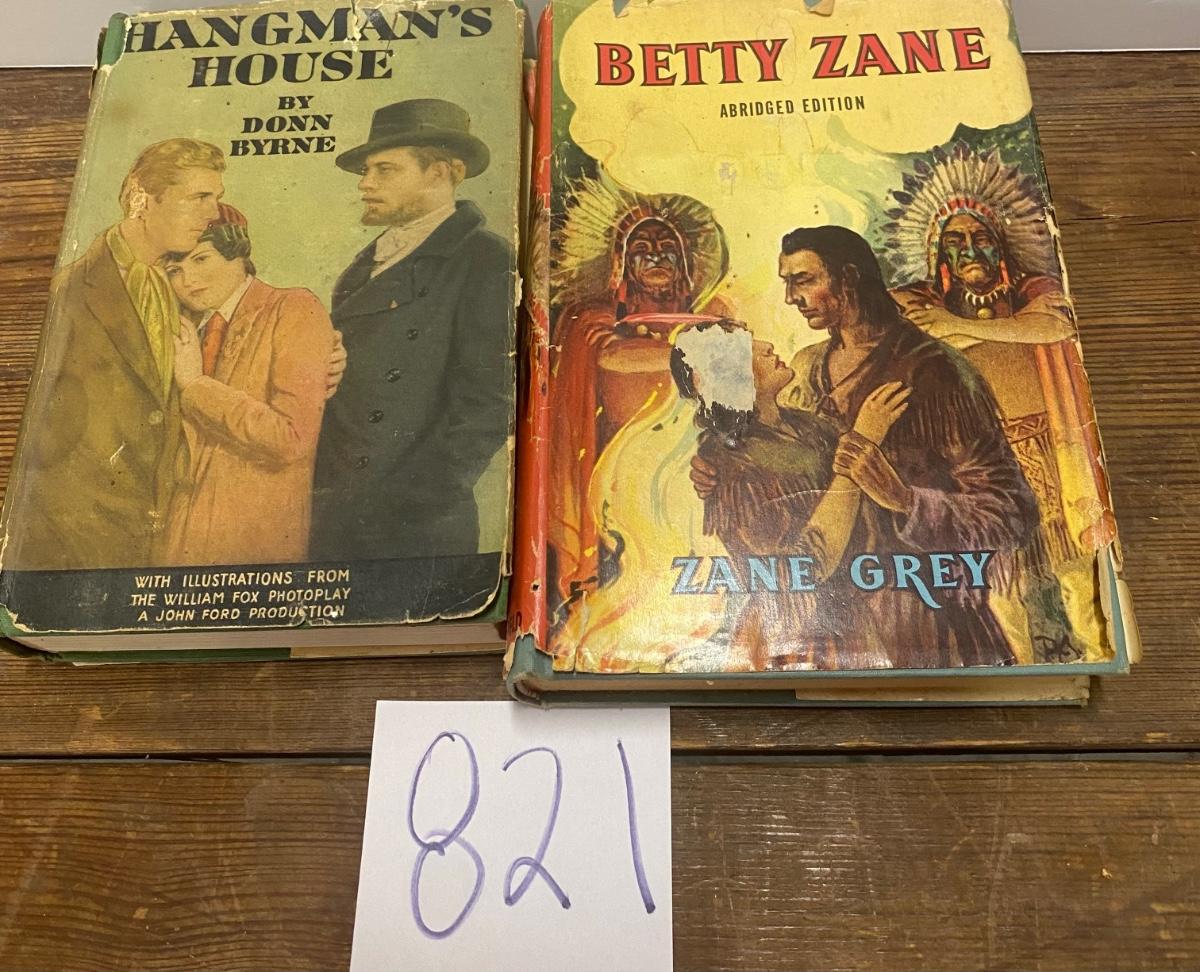 HANGMAN'S
HOUSE
BY
DONN
BYRNE
WITH ILLUSTRATIONS FROM
THE WILLIAM FOX PHOTOPLAY
A JOHN FORD PRODUCTION
BETTY ZANE
ABRIDGED EDITION
ZANE GREY
821